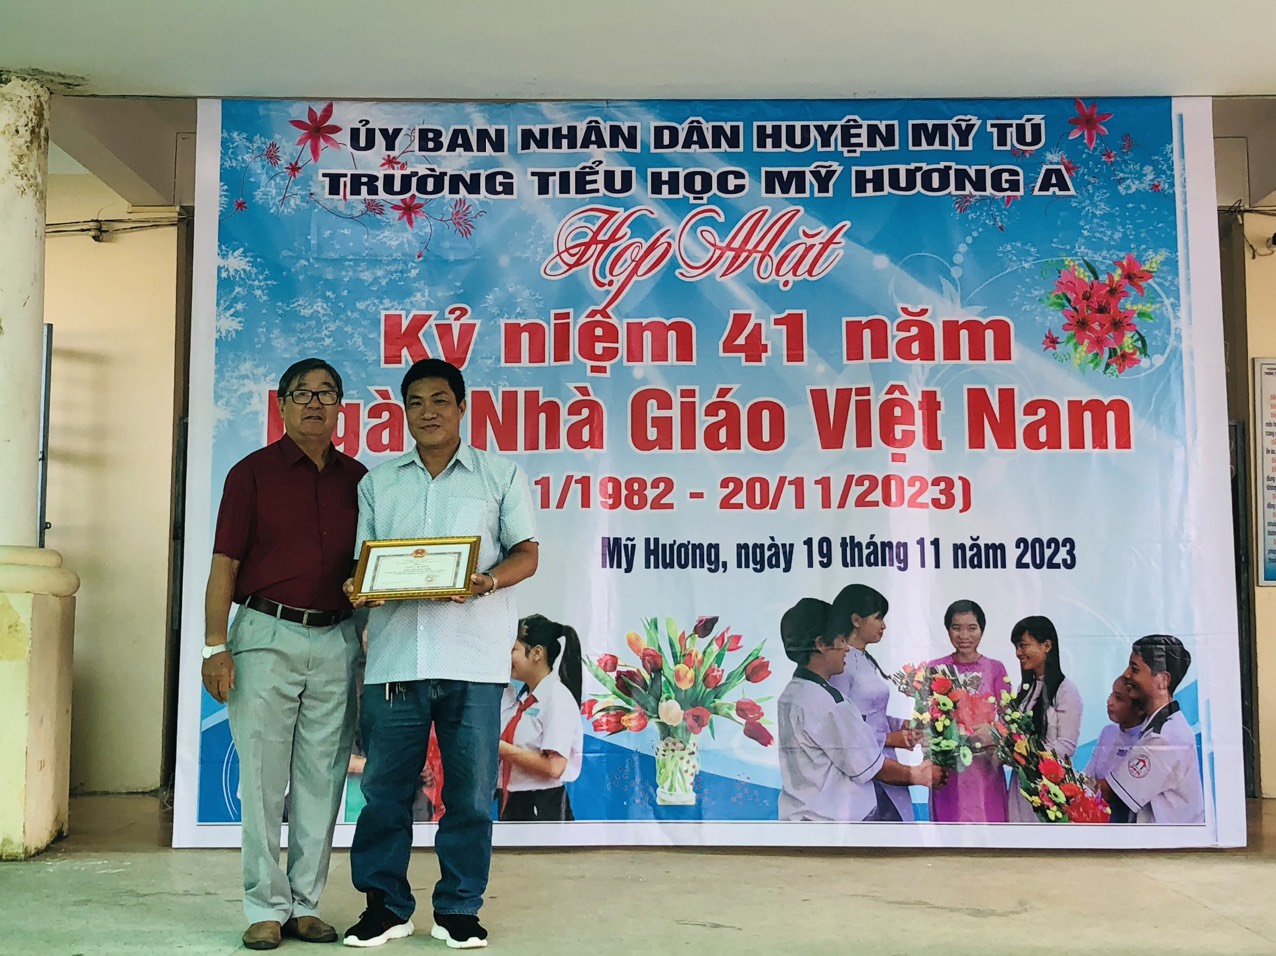 ỦY BAN NHÂN DÂN HUYỆN MỸ TÚ
TRƯỜNG TIỂU HỌC MỸ HƯƠNG A
Họp Mặt
Kỷ niệm 41 năm
Nhà Giáo Việt Nam
1/1982 - 20/11/2023)
Mỹ Hương, ngày 19 tháng 11 năm 2023